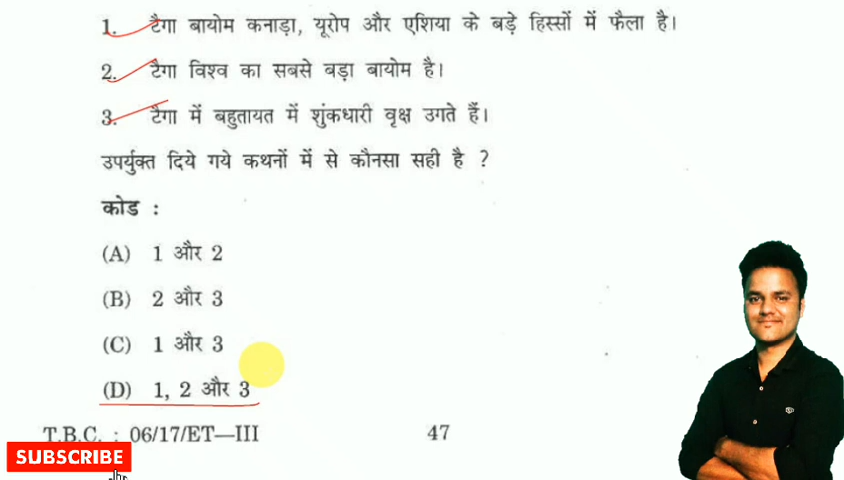 1. टैगा बायोम कनाड़ा, यूरोप और एशिया के बड़े हिस्सों में फैला है।
2. टैगा विश्व का सबसे बड़ा बायोम है।
3. टैगा में बहुतायत में शुंकधारी वृक्ष उगते हैं।
उपर्युक्त दिये गये कथनों में से कौनसा सही है ?
कोड :
(A) 1 और 2
(B) 2 और 3
(C) 1 और 3
(D) 1, 2 और 3
T.B.C. : 06/17/ET—III 47
SUBSCRIBE